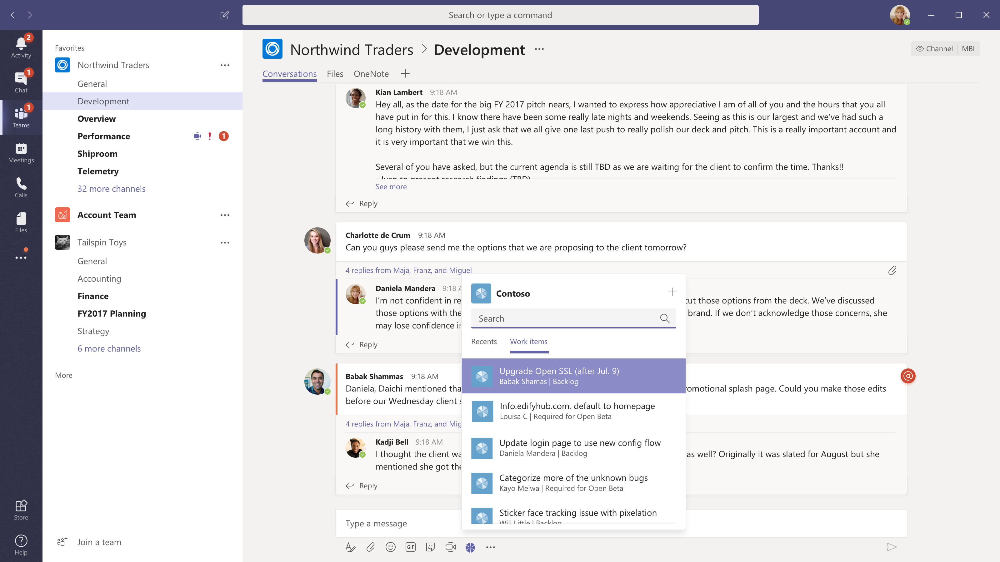 Search or type a command
2
Activity
1
Chat
1
Teams
Meetings
Calls
Files
Store
Help
Favorites
Northwind Traders
General
Development
Overview
Performance ! 1
Shiproom
Telemetry
32 more channels
Account Team
Tailspin Toys
General
Accounting
Finance
FY2017 Planning
Strategy
6 more channels
More
Join a team
Northwind Traders > Development
Channel | MBI
Conversations Files OneNote
Kian Lambert 9:18 AM
Hey all, as the date for the big FY 2017 pitch nears, I wanted to express how appreciative I am of all of you and the hours that you all
have put in for this. I know there have been some really late nights and weekends. Seeing as this is our largest and we’ve had such a
long history with them, I just ask that we all give one last push to really polish our deck and pitch. This is a really important account and
it is very important that we win this.
Several of you have asked, but the current agenda is still TBD as we are waiting for the client to confirm the time. Thanks!!
to present research findings (TBD)
See more
Reply
Charlotte de Crum 9:18 AM
Can you guys please send me the options that we are proposing to the client tomorrow?
4 replies from Maja, Franz, and Miguel
Daniela Mandera 9:18 A
I’m not confident in re cut those options from the deck. We’ve discussed
those options with the brand. If we don’t acknowledge those concerns, she
may lose confidence in
Reply
Babak Shammas 9:18 AM
Daniela, Daichi mentioned tha romotional splash page. Could you make those edits
before our Wednesday client s
@
4 replies from Maja, Franz, and Mig
Kadji Bell 9:18 AM
I thought the client wa as well? Originally it was slated for August but she
mentioned she got the
Reply
Contoso
Search
Recents Work items
Upgrade Open SSL (after Jul. 9)
Babak Shamas | Backlog
Info.edifyhub.com, default to homepage
Louisa C | Required for Open Beta
Update login page to use new config flow
Daniela Mandera | Backlog
Categorize more of the unknown bugs
Kayo Meiwa | Required for Open Beta
Sticker face tracking issue with pixelation
Will Little | Backlog
Type a message
GIF